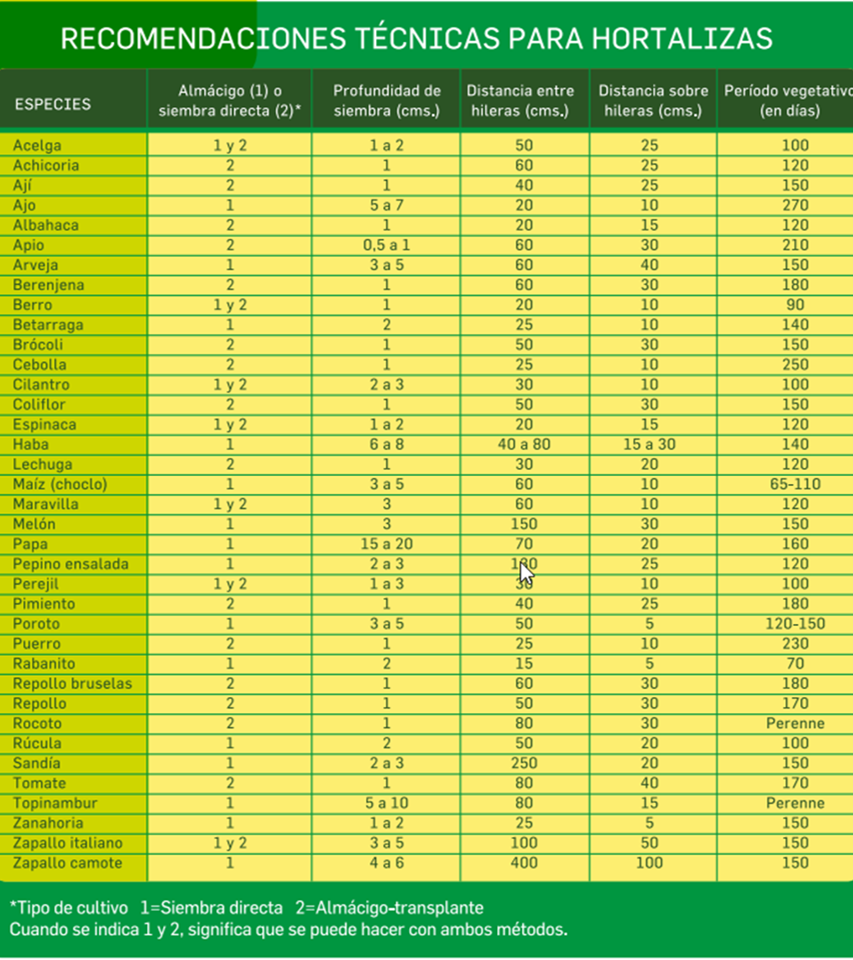 RECOMENDACIONES TÉCNICAS PARA HORTALIZAS
ESPECIES Almácigo (1) o siembra directa (2)* Profundidad de siembra (cms.) Distancia entre hileras (cms.) Distancia sobre hileras (cms.) Período vegetativo (en días)
Acelga 1 y 2 1 a 2 50 25 100
Achicoria 2 1 60 25 120
Ají 2 1 40 25 150
Ajo 1 5 a 7 20 10 270
Albahaca 2 1 20 15 120
Apio 2 0,5 a 1 60 30 210
Arveja 1 3 a 5 60 40 150
Berenjena 2 1 60 30 180
Berro 1 y 2 1 20 10 90
Betarraga 1 2 25 10 140
Brócoli 2 1 50 30 150
Cebolla 2 1 25 10 250
Cilantro 1 y 2 2 a 3 30 10 100
Coliflor 2 1 50 30 150
Espinaca 1 y 2 1 a 2 20 15 120
Haba 1 6 a 8 40 a 80 15 a 30 140
Lechuga 2 1 30 20 120
Maíz (choclo) 1 3 a 5 60 10 65-110
Maravilla 1 y 2 3 60 10 120
Melón 1 3 150 30 150
Papa 1 15 a 20 70 20 160
Pepino ensalada 1 2 a 3 25 120
Perejil 1 y 2 1 a 3 10 100
Pimiento 2 1 40 25 180
Poroto 1 3 a 5 50 5 120-150
Puerro 2 1 25 10 230
Rabanito 1 2 15 5 70
Repollo bruselas 2 1 60 30 180
Repollo 2 1 50 30 170
Rocoto 2 1 80 30 Perenne
Rúcula 1 2 50 20 100
Sandía 1 2 a 3 250 20 150
Tomate 2 1 80 40 170
Topinambur 1 5 a 10 80 15 Perenne
Zanahoria 1 1 a 2 25 5 150
Zapallo italiano 1 y 2 3 a 5 100 50 150
Zapallo camote 1 4 a 6 400 100 150
*Tipo de cultivo 1=Siembra directa 2=Almácigo-transplante
Cuando se indica 1 y 2, significa que se puede hacer con ambos métodos.